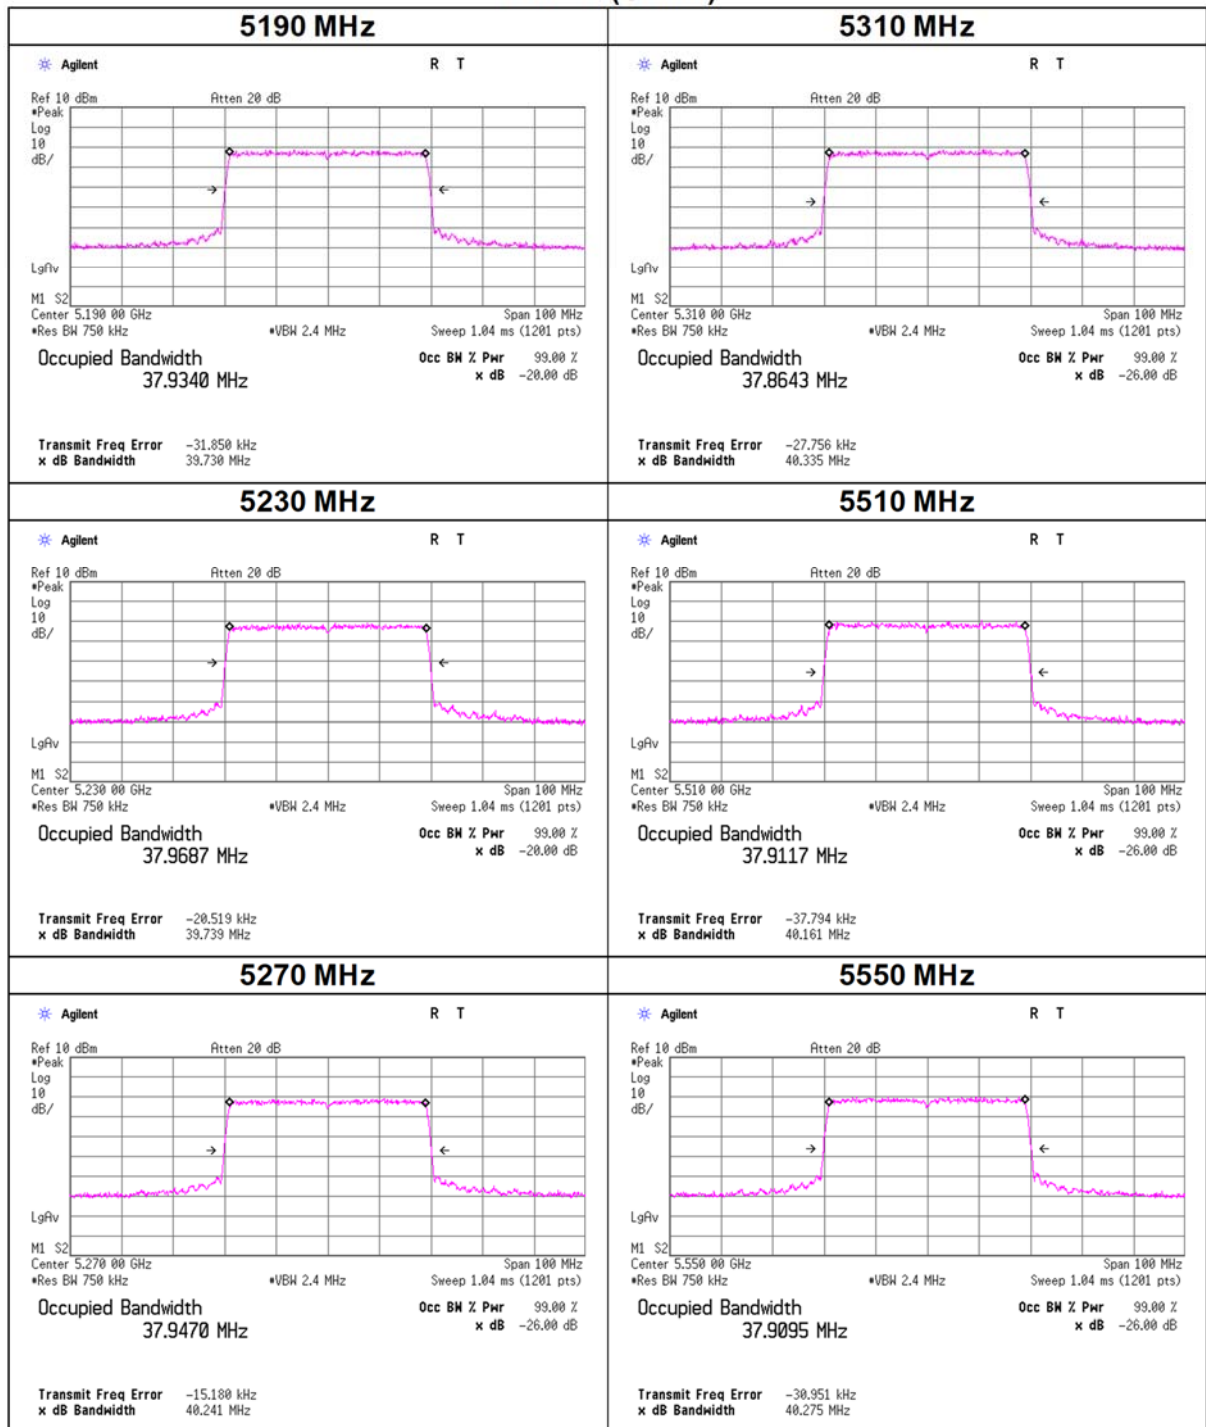 5190 MHz
Agilent R T
Ref 10 dBm Atten 20 dB
*Peak
Log
10
dB/
LgAv
M1 S2
Center 5.190 00 GHz Span 100 MHz
*Res BW 750 kHz *VBW 2.4 MHz Sweep 1.04 ms (1201 pts)
Occupied Bandwidth Occ BW % Pwr 99.00 %
37.9340 MHz x dB -20.00 dB
Transmit Freq Error -31.850 kHz
x dB Bandwidth 39.730 MHz
5310 MHz
Agilent R T
Ref 10 dBm Atten 20 dB
*Peak
Log
10
dB/
LgAv
M1 S2
Center 5.310 00 GHz Span 100 MHz
*Res BW 750 kHz *VBW 2.4 MHz Sweep 1.04 ms (1201 pts)
Occupied Bandwidth Occ BW % Pwr 99.00 %
37.8643 MHz x dB -26.00 dB
Transmit Freq Error -27.756 kHz
x dB Bandwidth 40.335 MHz
5230 MHz
Agilent R T
Ref 10 dBm Atten 20 dB
*Peak
Log
10
dB/
LgAv
M1 S2
Center 5.230 00 GHz Span 100 MHz
*Res BW 750 kHz *VBW 2.4 MHz Sweep 1.04 ms (1201 pts)
Occupied Bandwidth Occ BW % Pwr 99.00 %
37.9687 MHz x dB -20.00 dB
Transmit Freq Error -20.519 kHz
x dB Bandwidth 39.739 MHz
5510 MHz
Agilent R T
Ref 10 dBm Atten 20 dB
*Peak
Log
10
dB/
LgAv
M1 S2
Center 5.510 00 GHz Span 100 MHz
*Res BW 750 kHz *VBW 2.4 MHz Sweep 1.04 ms (1201 pts)
Occupied Bandwidth Occ BW % Pwr 99.00 %
37.9117 MHz x dB -26.00 dB
Transmit Freq Error -37.794 kHz
x dB Bandwidth 40.161 MHz
5270 MHz
Agilent R T
Ref 10 dBm Atten 20 dB
*Peak
Log
10
dB/
LgAv
M1 S2
Center 5.270 00 GHz Span 100 MHz
*Res BW 750 kHz *VBW 2.4 MHz Sweep 1.04 ms (1201 pts)
Occupied Bandwidth Occ BW % Pwr 99.00 %
37.9470 MHz x dB -26.00 dB
Transmit Freq Error -15.180 kHz
x dB Bandwidth 40.241 MHz
5550 MHz
Agilent R T
Ref 10 dBm Atten 20 dB
*Peak
Log
10
dB/
LgAv
M1 S2
Center 5.550 00 GHz Span 100 MHz
*Res BW 750 kHz *VBW 2.4 MHz Sweep 1.04 ms (1201 pts)
Occupied Bandwidth Occ BW % Pwr 99.00 %
37.9095 MHz x dB -26.00 dB
Transmit Freq Error -30.951 kHz
x dB Bandwidth 40.275 MHz